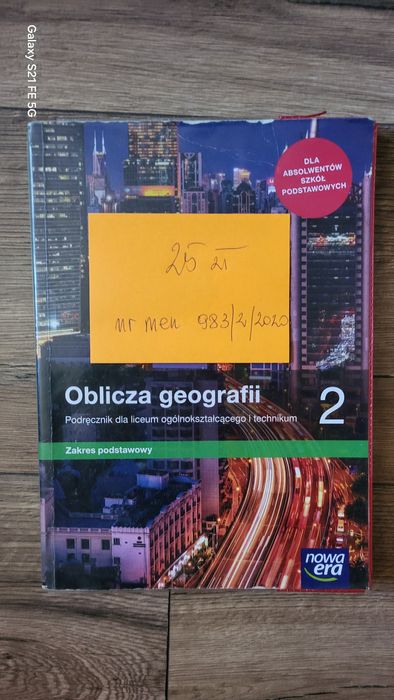 Galaxy S21 FE 5G
DLA
ABSOLWENTÓW
SZKÓŁ
PODSTAWOWYCH
25 zł
nr men 983/2/2020
Oblicza geografii 2
Podręcznik dla liceum ogólnokształcącego i technikum
Zakres podstawowy
nowa
era